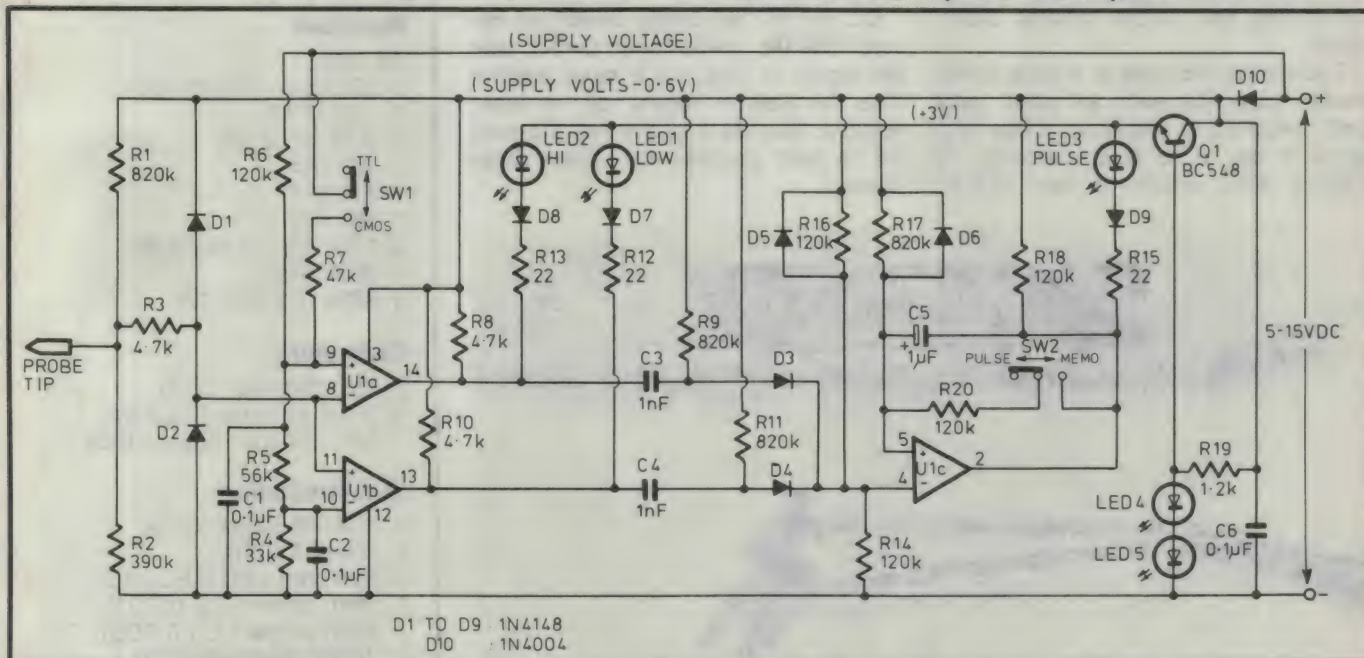 (SUPPLY VOLTAGE)
(SUPPLY VOLTS-0·6V)
(+3V)
D10
+
R1
820k
D1
R6
120k
TTL
SW1
CMOS
R7
47k
LED2
HI
LED1
LOW
D8
D7
R13
22
R12
22
D5
R16
120k
R17
820k
D6
R18
120k
LED3
PULSE
D9
R15
22
Q1
BC548
R3
4·7k
PROBE
TIP
D2
9
3
8
U1a
+
-
14
R8
4·7k
R10
4·7k
R9
820k
C3
1nF
D3
C5
+
1µF
SW2
PULSE
MEMO
5-15VDC
R2
390k
C1
0·1µF
R5
56k
R4
33k
C2
0·1µF
11
10
U1b
+
-
13
12
C4
1nF
R11
820k
D4
R20
120k
5
4
U1c
+
-
2
R14
120k
R19
1·2k
LED4
LED5
C6
0·1µF
-
D1 TO D9 : 1N4148
D10 : 1N4004